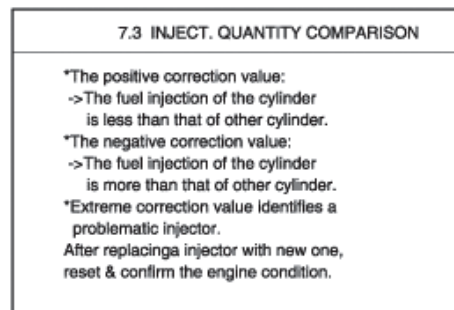 7.3 INJECT. QUANTITY COMPARISON
*The positive correction value:
->The fuel injection of the cylinder
is less than that of other cylinder.
*The negative correction value:
->The fuel injection of the cylinder
is more than that of other cylinder.
*Extreme correction value identifies a
problematic injector.
After replacinga injector with new one,
reset & confirm the engine condition.